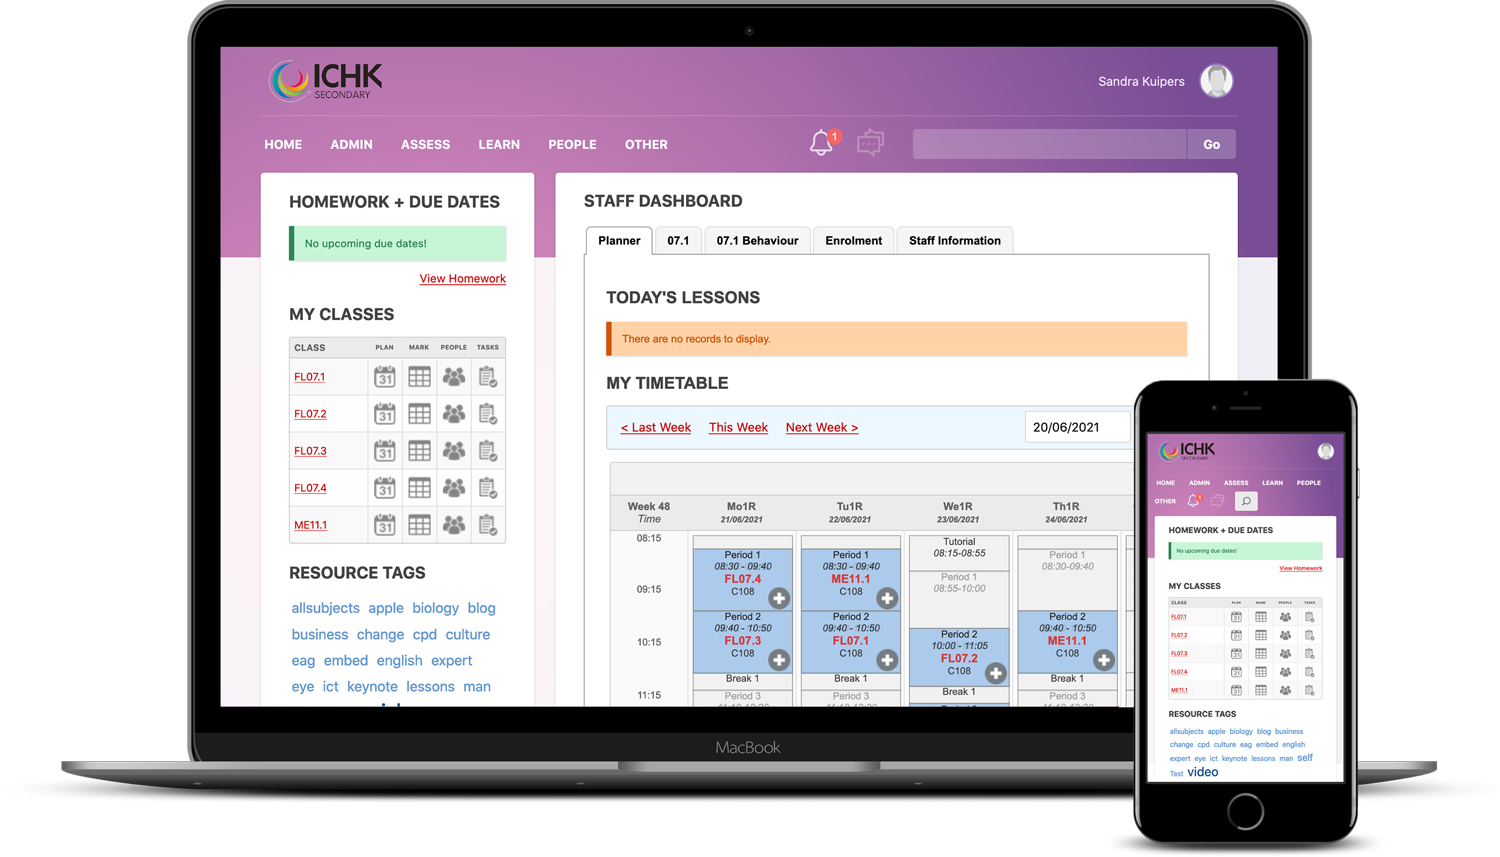 ICHK
SECONDARY
Sandra Kuipers
HOME ADMIN ASSESS LEARN PEOPLE OTHER
1
Go
HOMEWORK + DUE DATES
No upcoming due dates!
View Homework
MY CLASSES
CLASS PLAN MARK PEOPLE TASKS
FL07.1 31
FL07.2 31
FL07.3 31
FL07.4 31
ME11.1 31
RESOURCE TAGS
allsubjects apple biology blog
business change cpd culture
eag embed english expert
eye ict keynote lessons man
STAFF DASHBOARD
Planner 07.1 07.1 Behaviour Enrolment Staff Information
TODAY'S LESSONS
There are no records to display.
MY TIMETABLE
< Last Week This Week Next Week > 20/06/2021
Week 48 Mo1R Tu1R We1R Th1R
Time 21/06/2021 22/06/2021 23/06/2021 24/06/2021
08:15
09:15
10:15
11:15
Period 1
08:30 - 09:40
FL07.4
C108
Period 2
09:40 - 10:50
FL07.3
C108
Break 1
Period 3
Period 1
08:30 - 09:40
ME11.1
C108
Period 2
09:40 - 10:50
FL07.1
C108
Break 1
Period 3
Tutorial
08:15-08:55
Period 1
08:55-10:00
Period 2
10:00 - 11:05
FL07.2
C108
Break 1
Period 1
08:30-09:40
Period 2
09:40 - 10:50
ME11.1
C108
Break 1
Period 3
MacBook
ICHK
SECONDARY
HOME ADMIN ASSESS LEARN PEOPLE
OTHER 1
HOMEWORK + DUE DATES
No upcoming due dates!
View Homework
MY CLASSES
CLASS PLAN MARK PEOPLE TASKS
FL07.1 31
FL07.2 31
FL07.3 31
FL07.4 31
ME11.1 31
RESOURCE TAGS
allsubjects apple biology blog business
change cpd culture eag embed english
expert eye ict keynote lessons man self
Test video